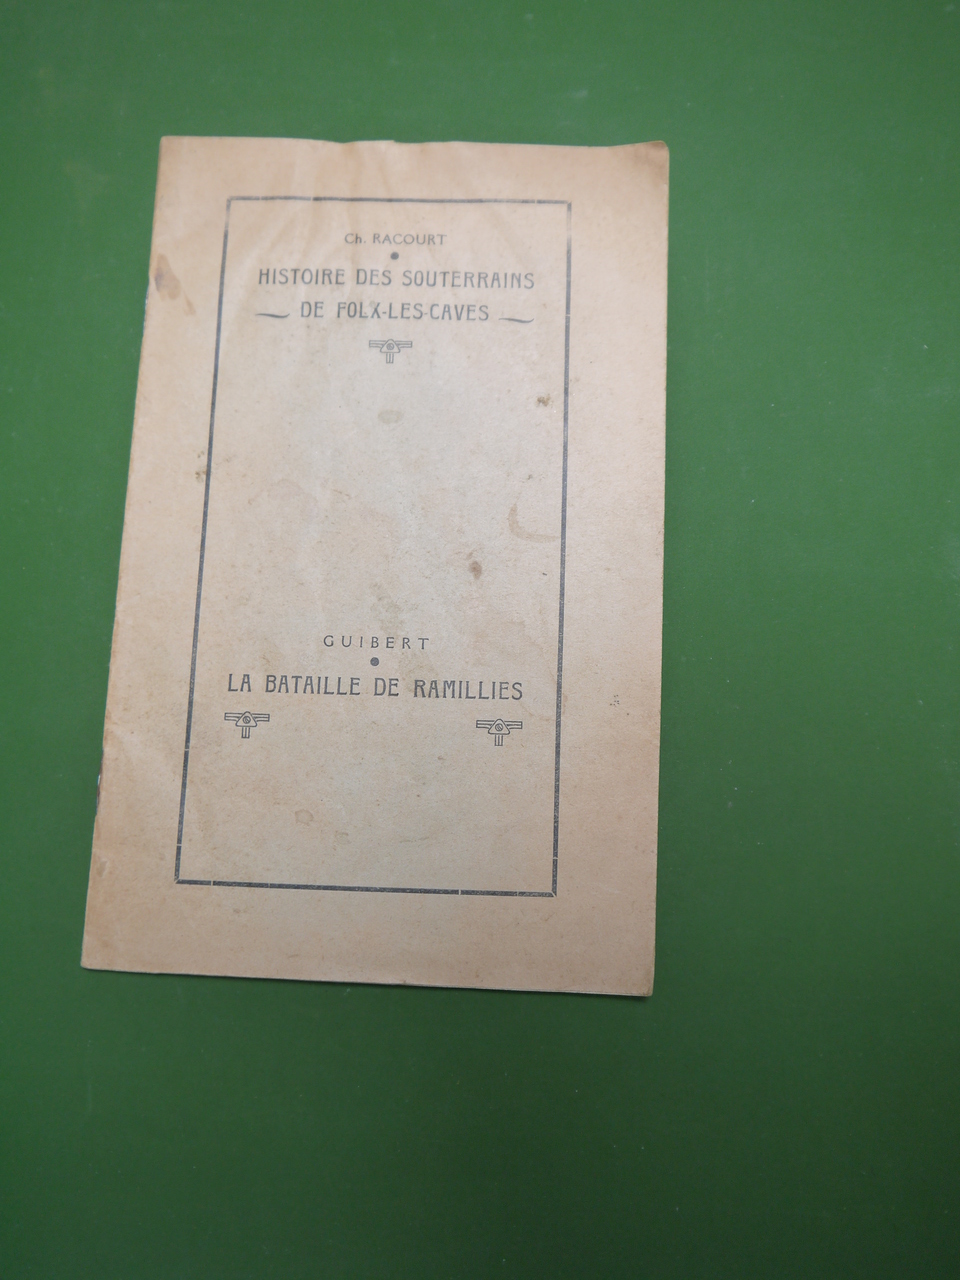 Ch. RACOURT
HISTOIRE DES SOUTERRAINS
DE FOLX-LES-CAVES
GUIBERT
LA BATAILLE DE RAMILLIES